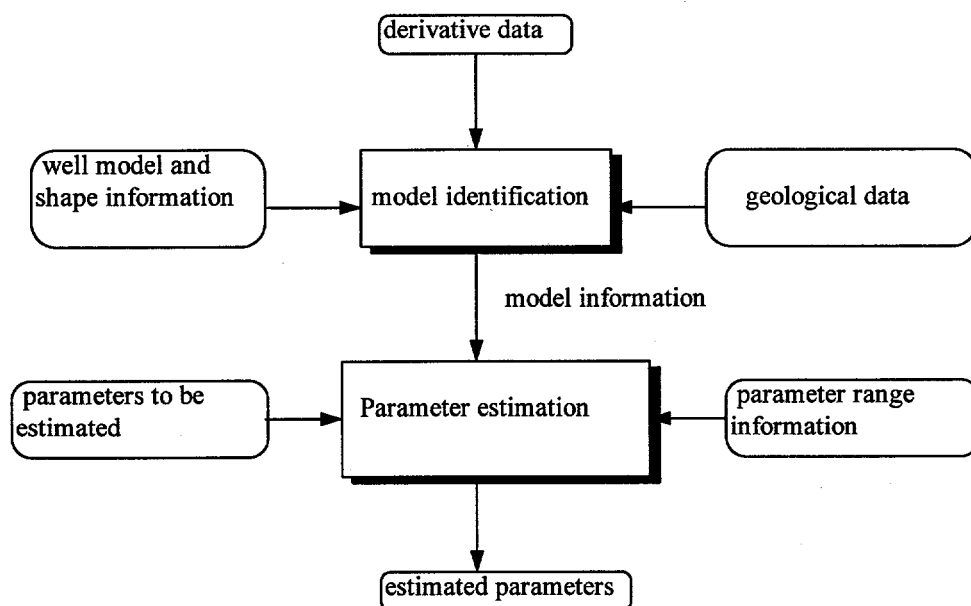 derivative data
well model and
shape information
model identification
geological data
model information
parameters to be
estimated
Parameter estimation
parameter range
information
estimated parameters